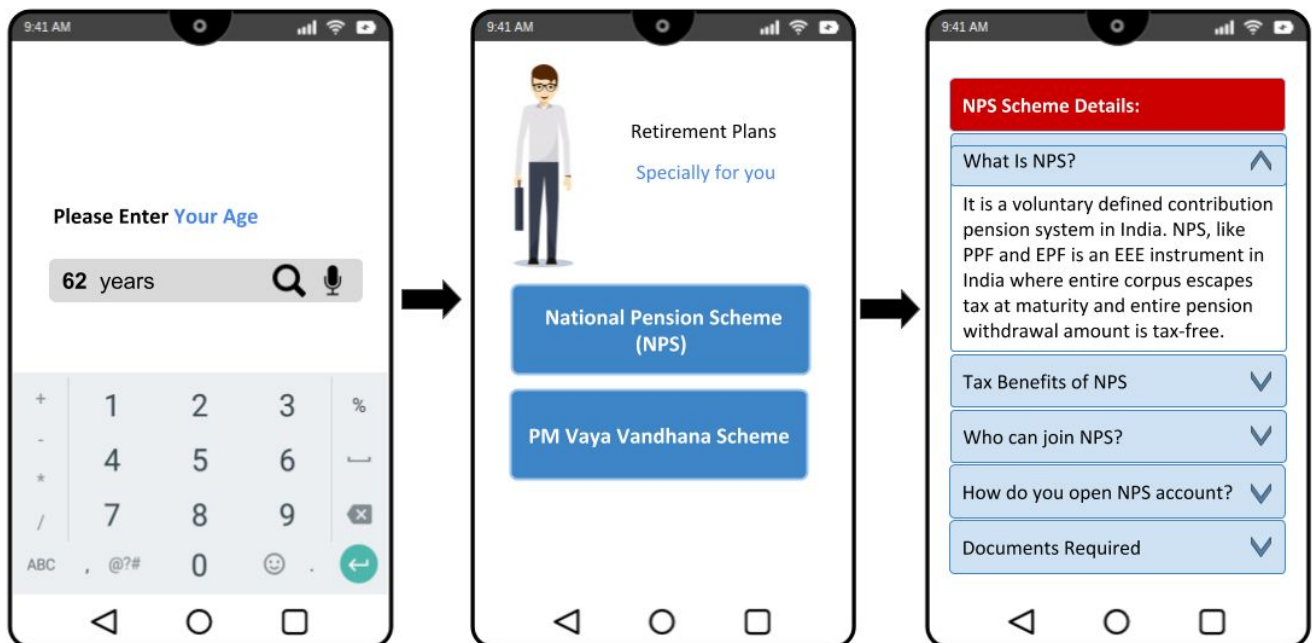 9:41 AM
Please Enter Your Age
62 years
+ 1 2 3 %
- 4 5 6
*
/ 7 8 9
ABC , @?# 0 .
9:41 AM
Retirement Plans
Specially for you
National Pension Scheme
(NPS)
PM Vaya Vandhana Scheme
9:41 AM
NPS Scheme Details:
What Is NPS?
It is a voluntary defined contribution
pension system in India. NPS, like
PPF and EPF is an EEE instrument in
India where entire corpus escapes
tax at maturity and entire pension
withdrawal amount is tax-free.
Tax Benefits of NPS
Who can join NPS?
How do you open NPS account?
Documents Required